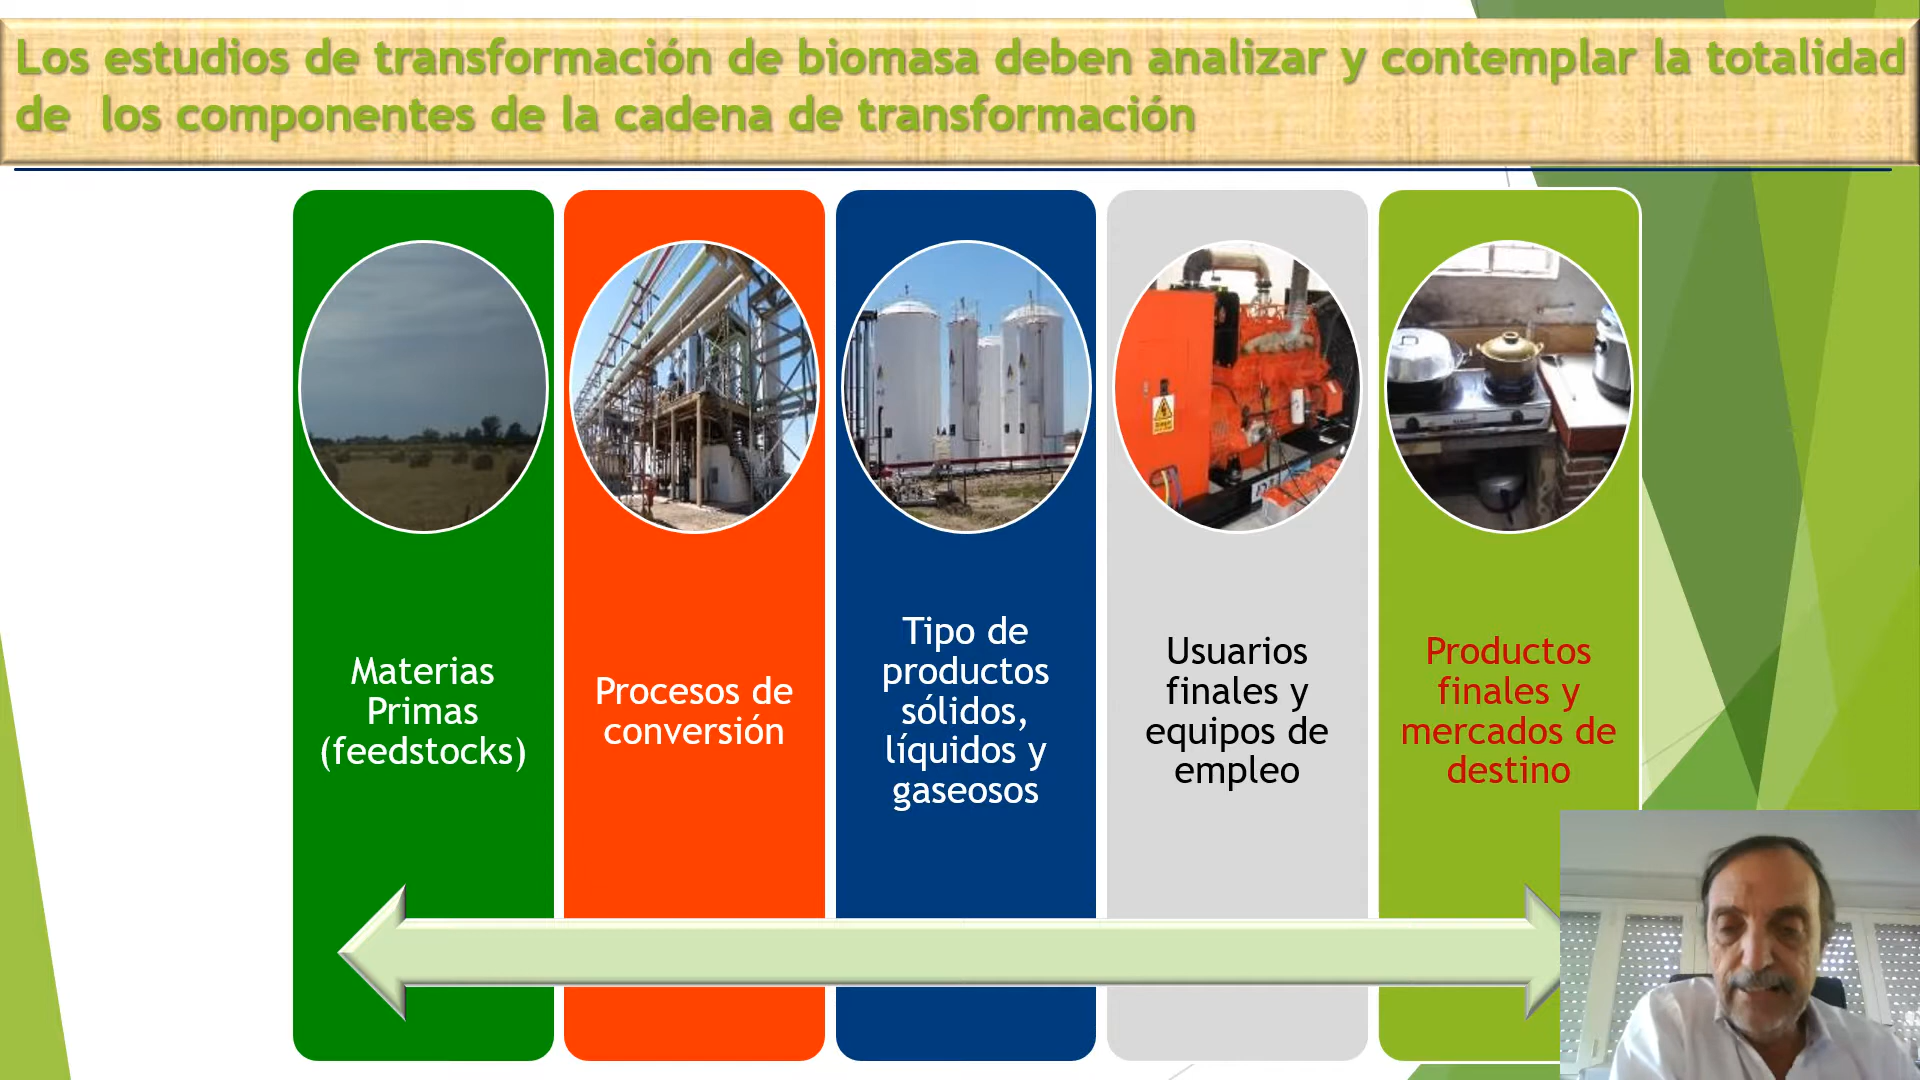 Los estudios de transformación de biomasa deben analizar y contemplar la totalidad
de los componentes de la cadena de transformación
Materias
Primas
(feedstocks)
Procesos de
conversión
Tipo de
productos
sólidos,
líquidos y
gaseosos
Usuarios
finales y
equipos de
empleo
Productos
finales y
mercados de
destino